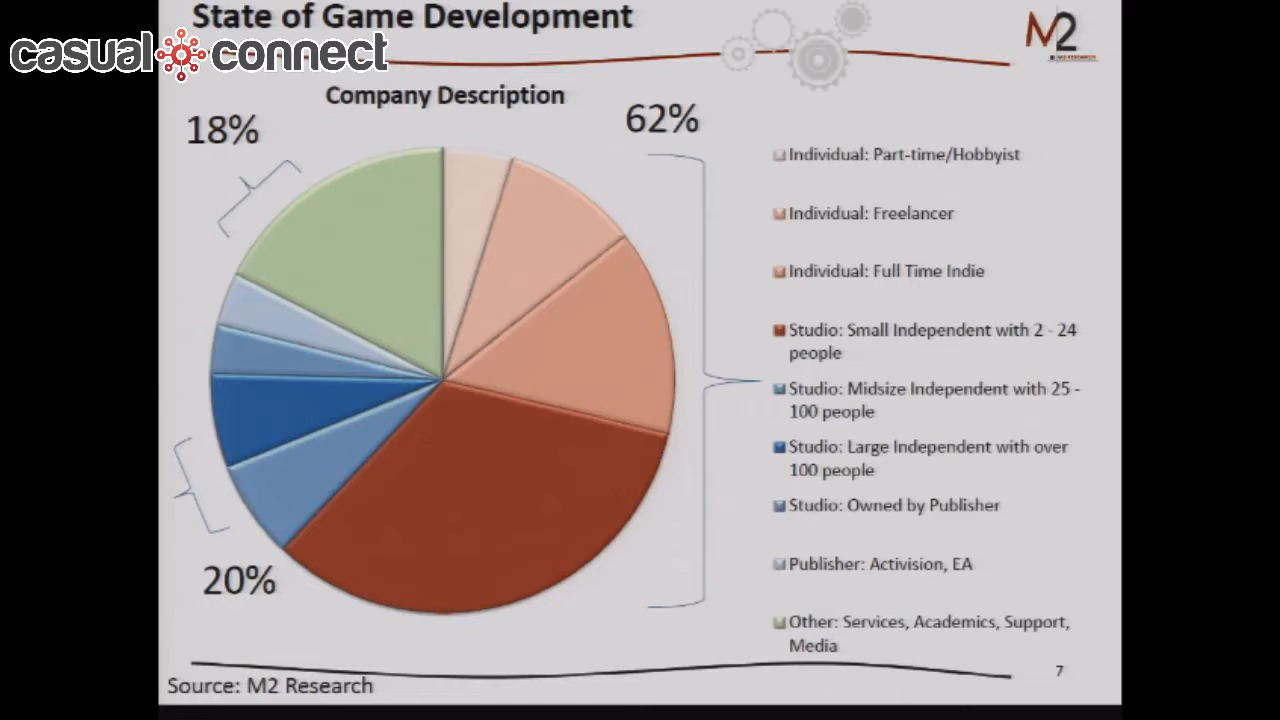 State of Game Development
casual connect
M2
Company Description
18%
62%
20%
Individual: Part-time/Hobbyist
Individual: Freelancer
Individual: Full Time Indie
Studio: Small Independent with 2 - 24
people
Studio: Midsize Independent with 25 -
100 people
Studio: Large Independent with over
100 people
Studio: Owned by Publisher
Publisher: Activision, EA
Other: Services, Academics, Support,
Media
7
Source: M2 Research